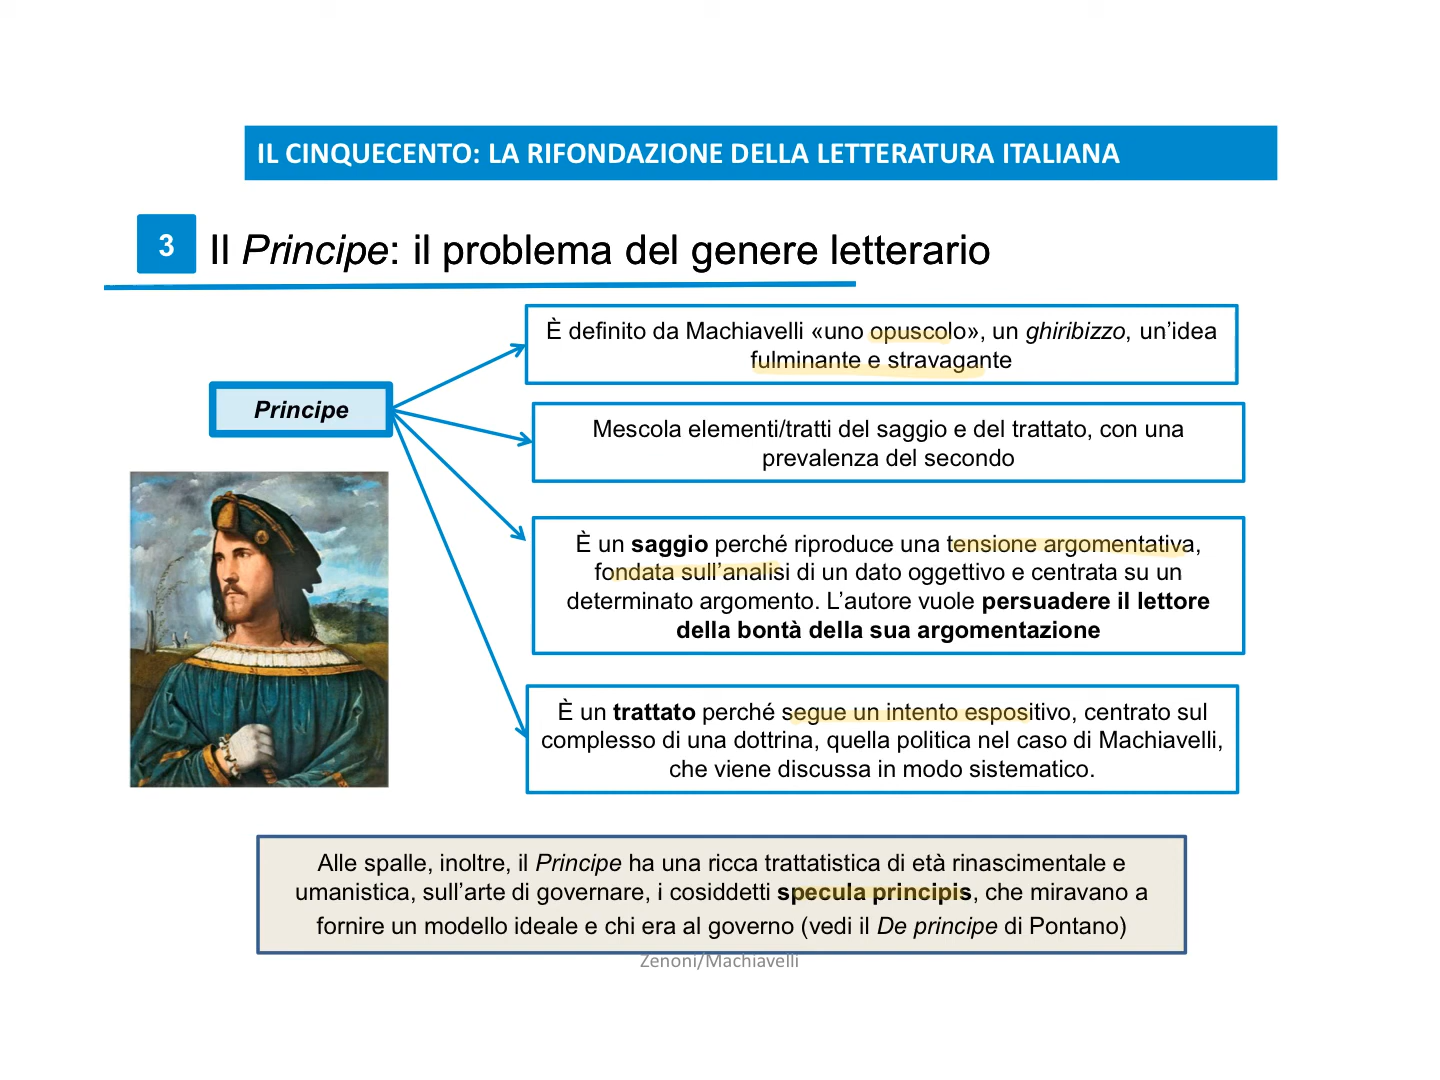 IL CINQUECENTO: LA RIFONDAZIONE DELLA LETTERATURA ITALIANA
3
Il Principe: il problema del genere letterario
È definito da Machiavelli «uno opuscolo», un ghiribizzo, un’idea
fulminante e stravagante
Principe
Mescola elementi/tratti del saggio e del trattato, con una
prevalenza del secondo
È un saggio perché riproduce una tensione argomentativa,
fondata sull’analisi di un dato oggettivo e centrata su un
determinato argomento. L’autore vuole persuadere il lettore
della bontà della sua argomentazione
È un trattato perché segue un intento espositivo, centrato sul
complesso di una dottrina, quella politica nel caso di Machiavelli,
che viene discussa in modo sistematico.
Alle spalle, inoltre, il Principe ha una ricca trattatistica di età rinascimentale e
umanistica, sull’arte di governare, i cosiddetti specula principis, che miravano a
fornire un modello ideale e chi era al governo (vedi il De principe di Pontano)
Zenoni/Machiavelli